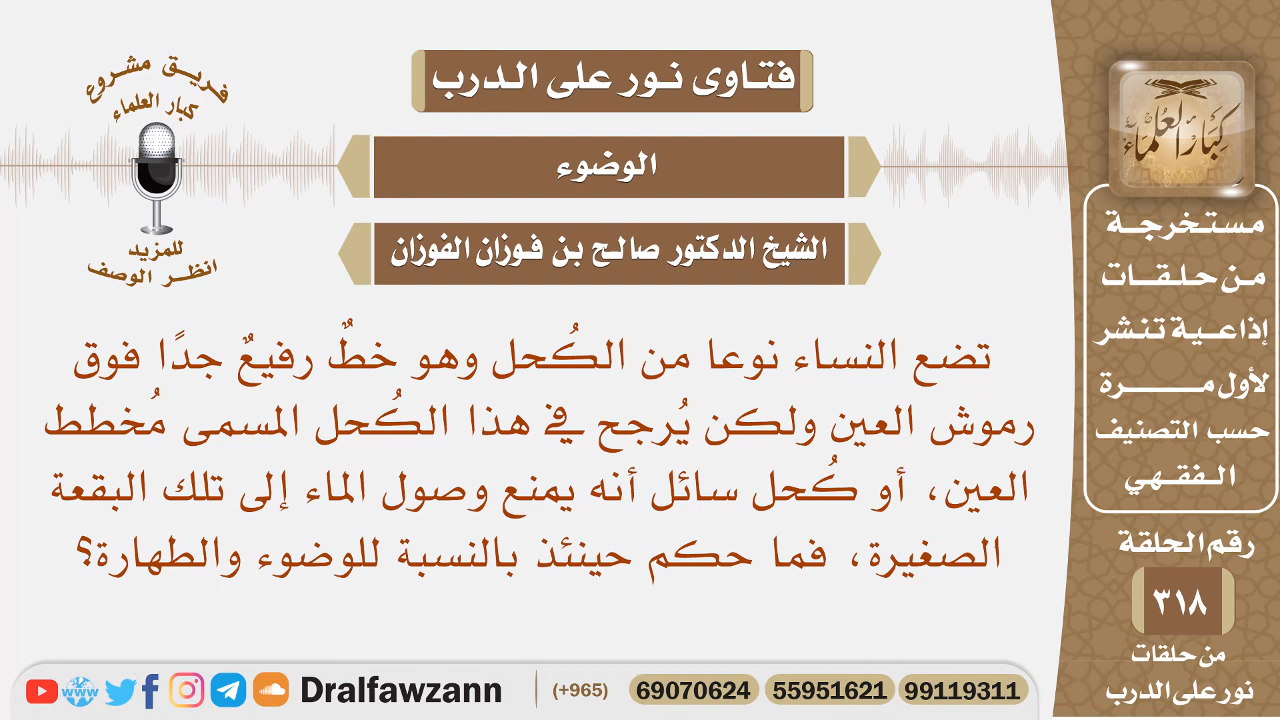 فتاوى نور على الدرب
الوضوء
الشيخ الدكتور صالح بن فوزان الفوزان
فريق مشروع
كبار العلماء
للمزيد
انظر الوصف
تضع النساء نوعا من الكُحل وهو خطٌ رفيعٌ جدًا فوق
رموش العين ولكن يُرجح في هذا الكُحل المسمى مُخطط
العين، أو كُحل سائل أنه يمنع وصول الماء إلى تلك البقعة
الصغيرة، فما حكم حينئذ بالنسبة للوضوء والطهارة؟
كِبَار العُلَمَاء
مستخرجة
من حلقات
إذاعية تنشر
لأول مرة
حسب التصنيف
الفقهي
رقم الحلقة
٣١٨
من حلقات
نور على الدرب
www Dralfawzann (+965) 69070624 55951621 99119311